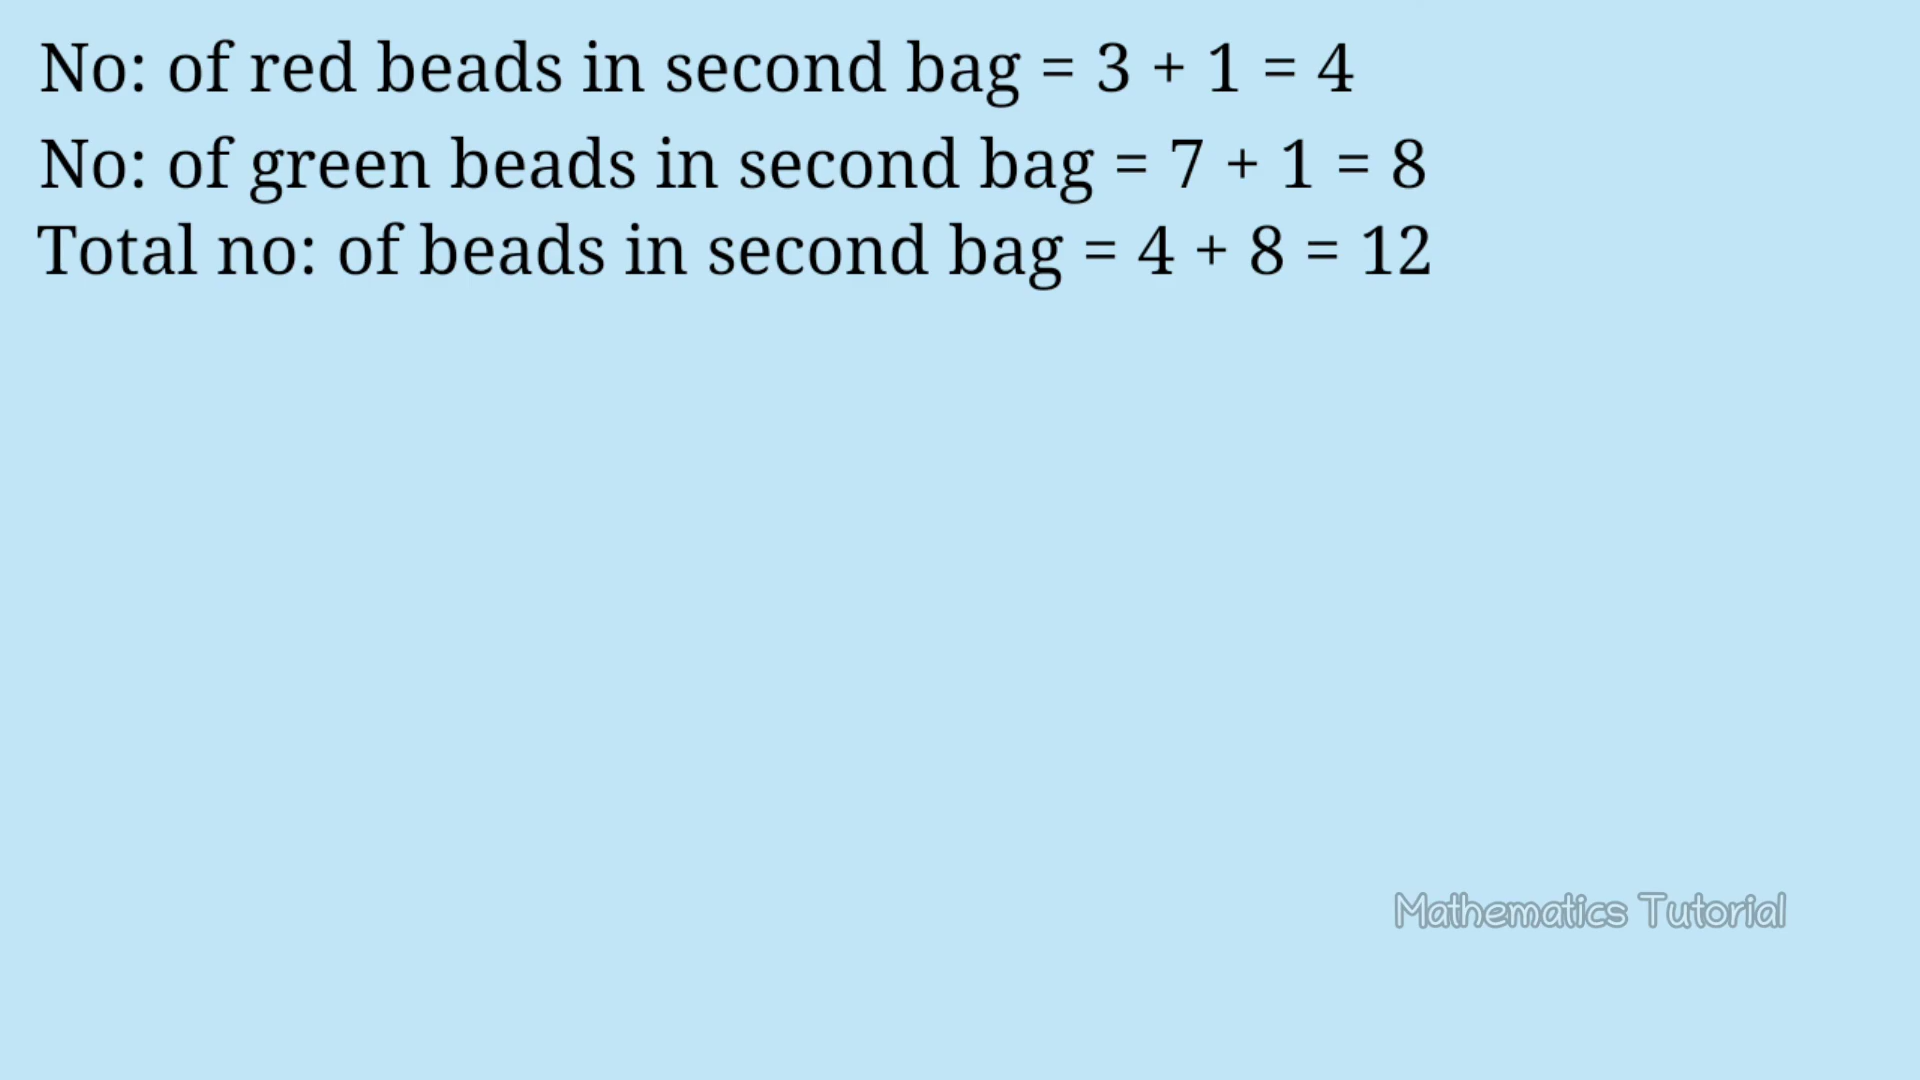 No: of red beads in second bag = 3 + 1 = 4
No: of green beads in second bag = 7 + 1 = 8
Total no: of beads in second bag = 4 + 8 = 12
Mathematics Tutorial